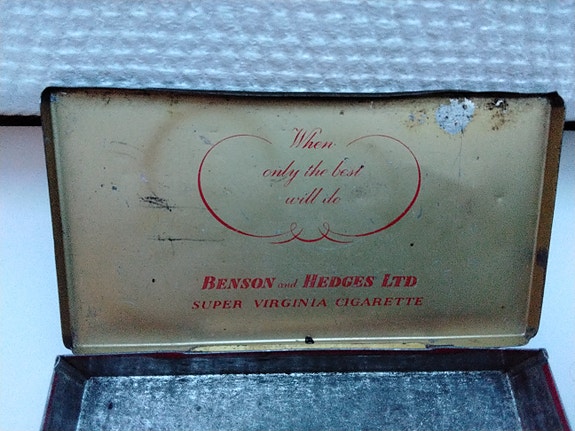 When
only the best
will do
BENSON and HEDGES LTD
SUPER VIRGINIA CIGARETTE